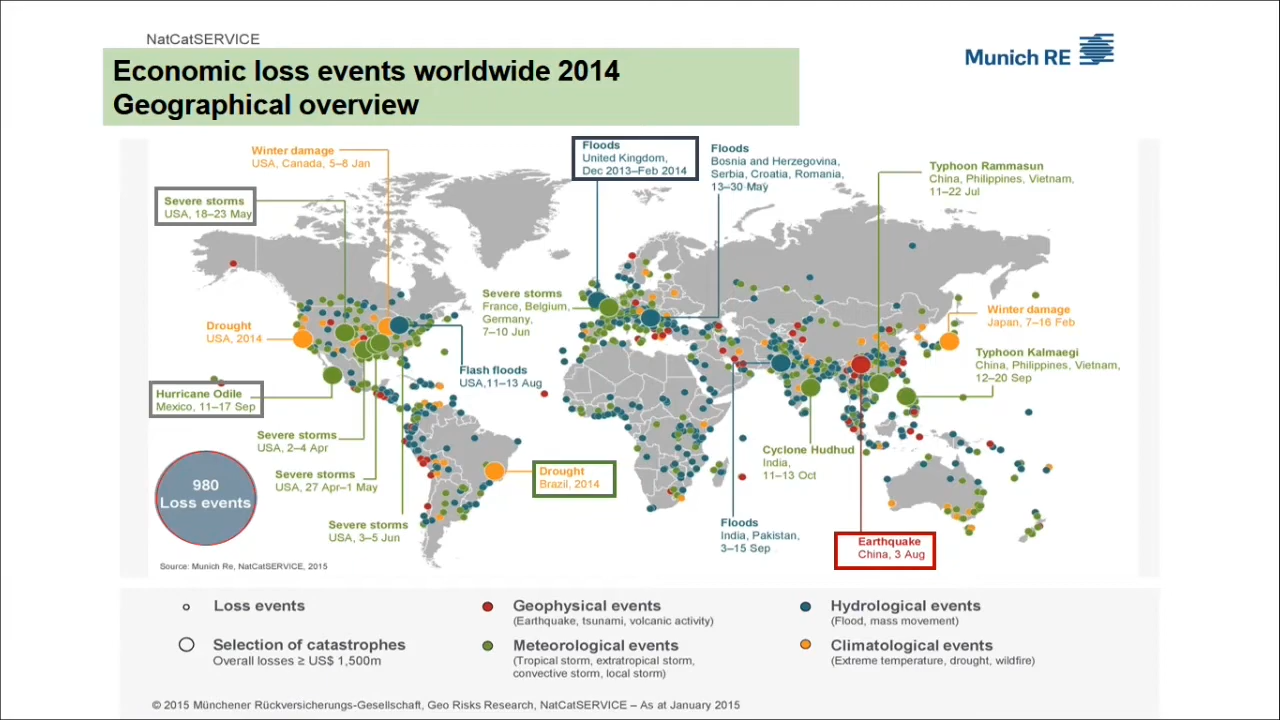 NatCatSERVICE
Munich RE
Economic loss events worldwide 2014
Geographical overview
Winter damage
USA, Canada, 5–8 Jan
Floods
United Kingdom,
Dec 2013–Feb 2014
Floods
Bosnia and Herzegovina,
Serbia, Croatia, Romania,
13–30 May
Typhoon Rammasun
China, Philippines, Vietnam,
11–22 Jul
Severe storms
USA, 18–23 May
Severe storms
France, Belgium,
Germany,
7–10 Jun
Drought
USA, 2014
Winter damage
Japan, 7–16 Feb
Flash floods
USA,11–13 Aug
Typhoon Kalmaegi
China, Philippines, Vietnam,
12–20 Sep
Hurricane Odile
Mexico, 11–17 Sep
Severe storms
USA, 2–4 Apr
Cyclone Hudhud
India,
11–13 Oct
Severe storms
USA, 27 Apr–1 May
Drought
Brazil, 2014
980
Loss events
Severe storms
USA, 3–5 Jun
Floods
India, Pakistan,
3–15 Sep
Earthquake
China, 3 Aug
Source: Munich Re, NatCatSERVICE, 2015
Loss events
Selection of catastrophes
Overall losses ≥ US$ 1,500m
Geophysical events
(Earthquake, tsunami, volcanic activity)
Meteorological events
(Tropical storm, extratropical storm,
convective storm, local storm)
Hydrological events
(Flood, mass movement)
Climatological events
(Extreme temperature, drought, wildfire)
© 2015 Münchener Rückversicherungs-Gesellschaft, Geo Risks Research, NatCatSERVICE – As at January 2015